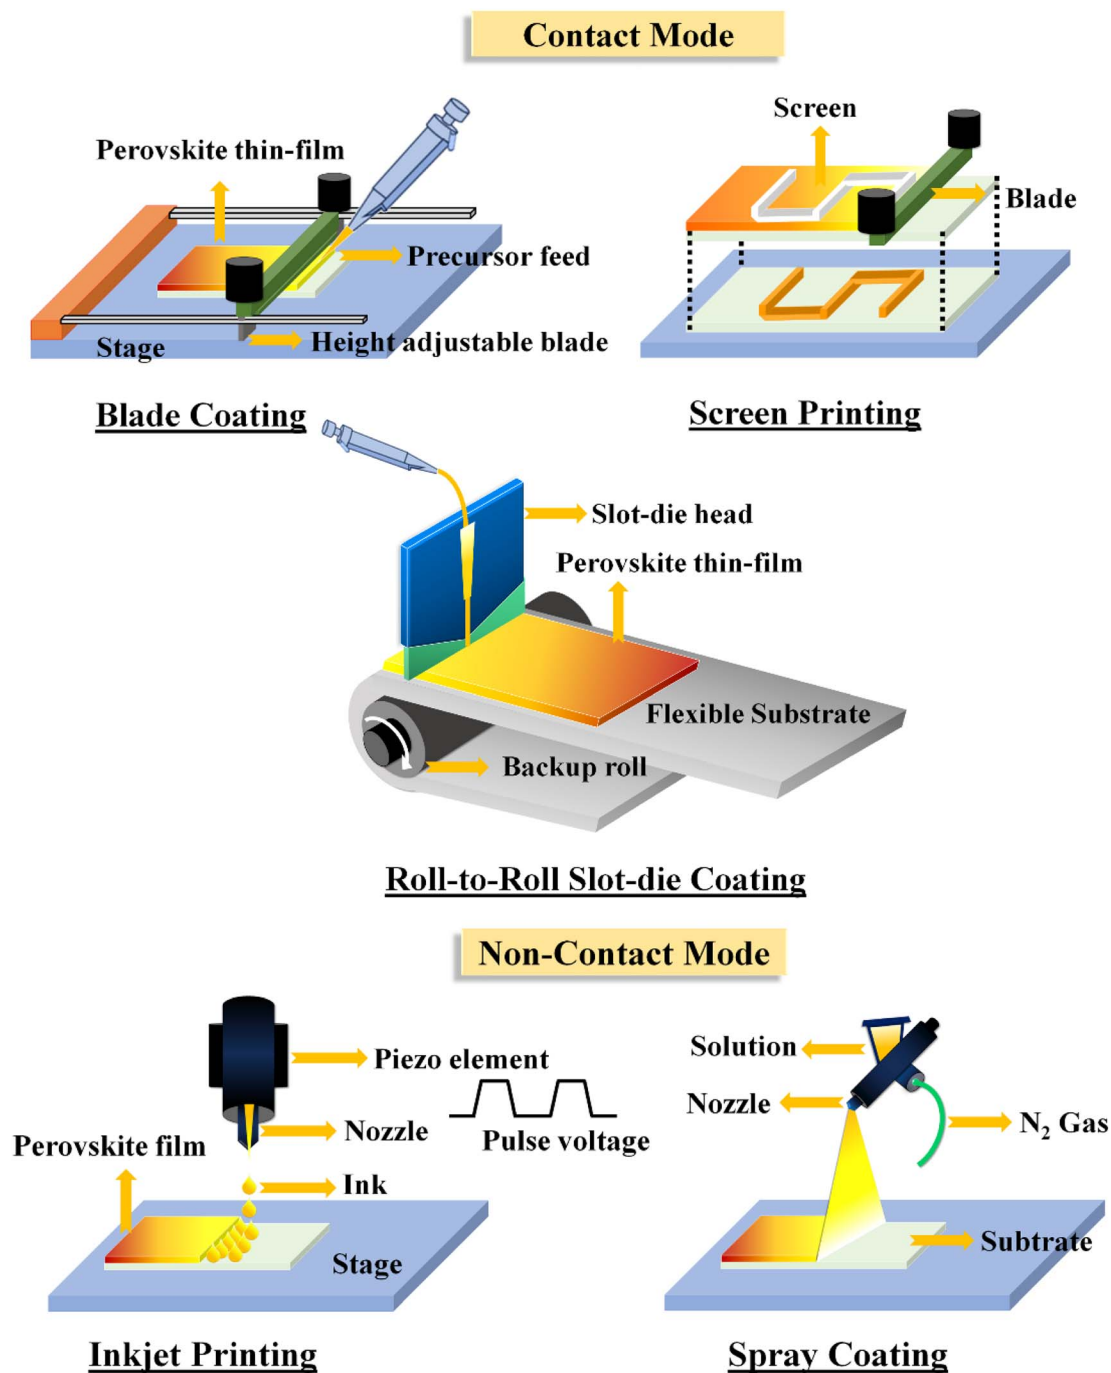 Contact Mode
Perovskite thin-film
Precursor feed
Height adjustable blade
Stage
Blade Coating
Screen
Blade
Screen Printing
Slot-die head
Perovskite thin-film
Flexible Substrate
Backup roll
Roll-to-Roll Slot-die Coating
Non-Contact Mode
Piezo element
Nozzle
Pulse voltage
Perovskite film
Ink
Stage
Inkjet Printing
Solution
Nozzle
N₂ Gas
Subtrate
Spray Coating